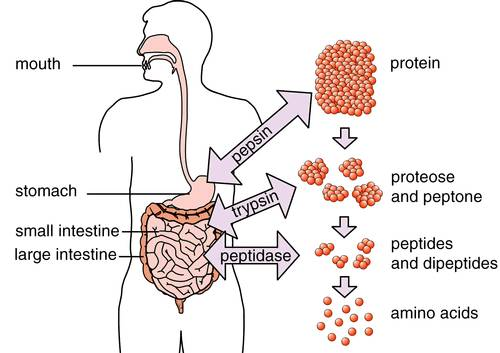 mouth
stomach
small intestine
large intestine
pepsin
trypsin
peptidase
protein
proteose
and peptone
peptides
and dipeptides
amino acids